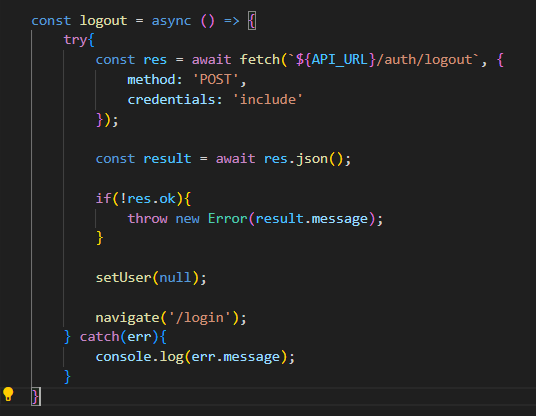 const logout = async () => {
    try{
        const res = await fetch(`${API_URL}/auth/logout`, {
            method: 'POST',
            credentials: 'include'
        });

        const result = await res.json();

        if(!res.ok){
            throw new Error(result.message);
        }

        setUser(null);

        navigate('/login');
    } catch(err){
        console.log(err.message);
    }
}